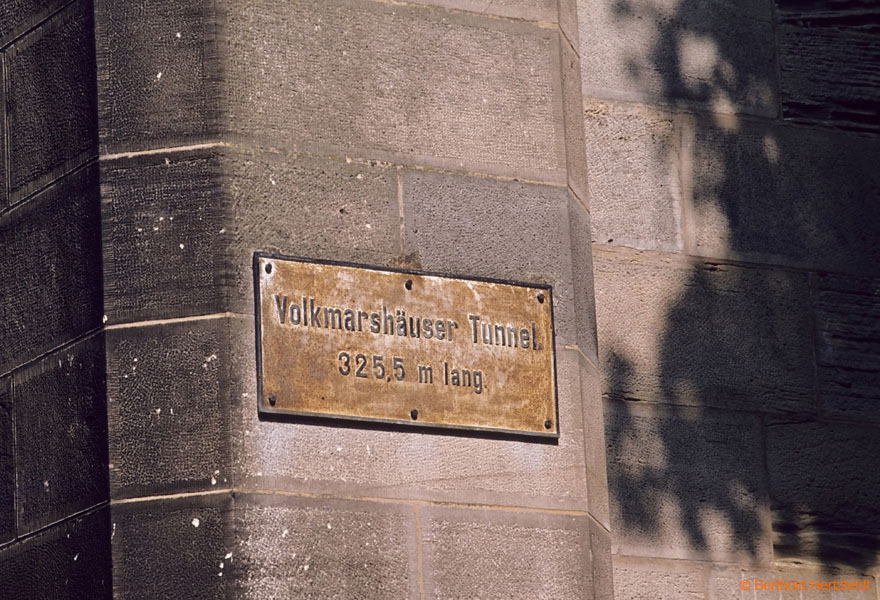 Volkmarshäuser Tunnel.
325,5 m lang.